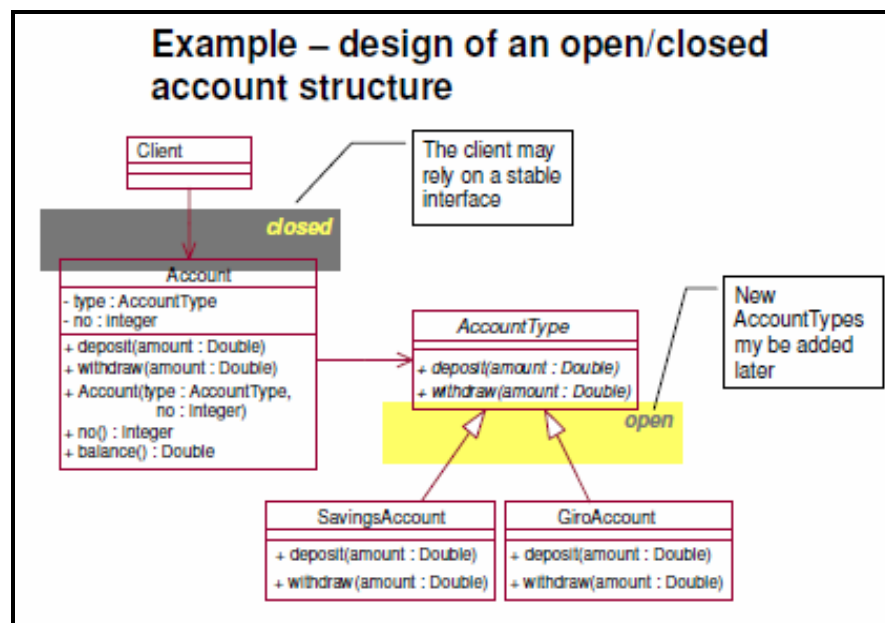 Example – design of an open/closed
account structure
Client
The client may
rely on a stable
interface
closed
Account
- type : AccountType
- no : Integer
+ deposit(amount : Double)
+ withdraw(amount : Double)
+ Account(type : AccountType,
no : Integer)
+ no() : Integer
+ balance() : Double
AccountType
+ deposit(amount : Double)
+ withdraw(amount : Double)
New
AccountTypes
my be added
later
open
SavingsAccount
+ deposit(amount : Double)
+ withdraw(amount : Double)
GiroAccount
+ deposit(amount : Double)
+ withdraw(amount : Double)